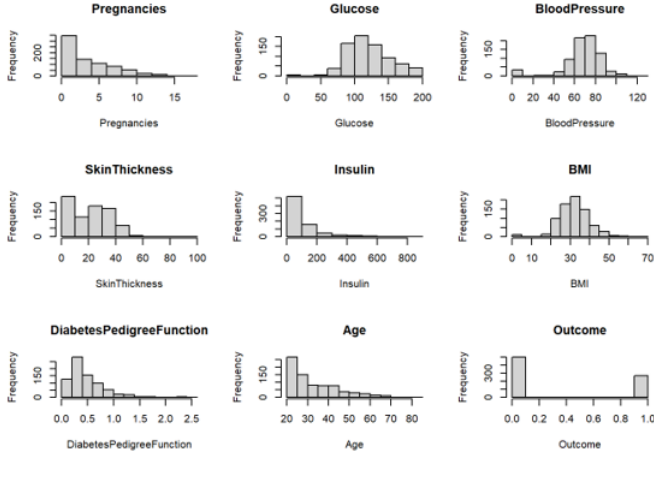 Pregnancies
Frequency
0 200
0 5 10 15
Pregnancies
Glucose
Frequency
0 150
0 50 100 150 200
Glucose
BloodPressure
Frequency
0 150
0 20 40 60 80 120
BloodPressure
SkinThickness
Frequency
0 150
0 20 40 60 80 100
SkinThickness
Insulin
Frequency
0 300
0 200 400 600 800
Insulin
BMI
Frequency
0 150
0 10 30 50 70
BMI
DiabetesPedigreeFunction
Frequency
0 150
0.0 0.5 1.0 1.5 2.0 2.5
DiabetesPedigreeFunction
Age
Frequency
0 150
20 30 40 50 60 70 80
Age
Outcome
Frequency
0 300
0.0 0.2 0.4 0.6 0.8 1.0
Outcome